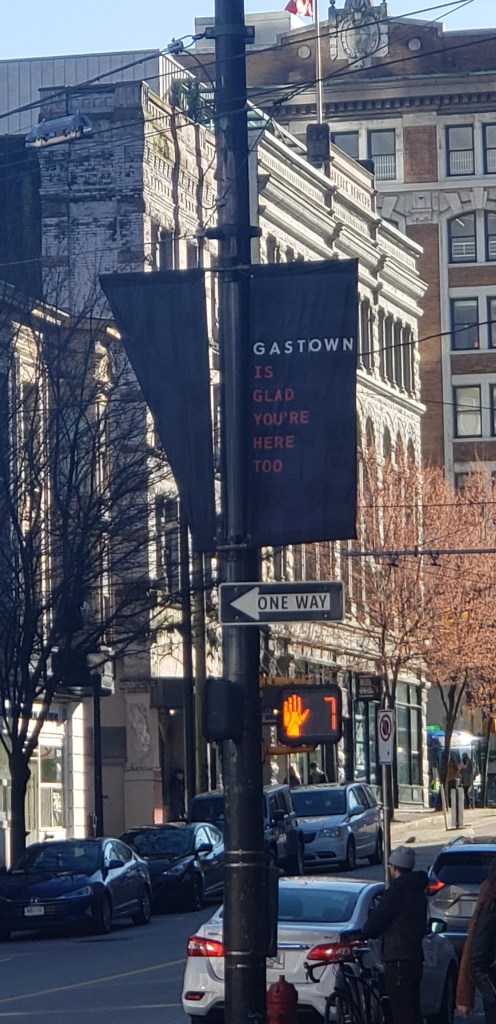 GASTOWN
IS
GLAD
YOU'RE
HERE
TOO
ONE WAY
7